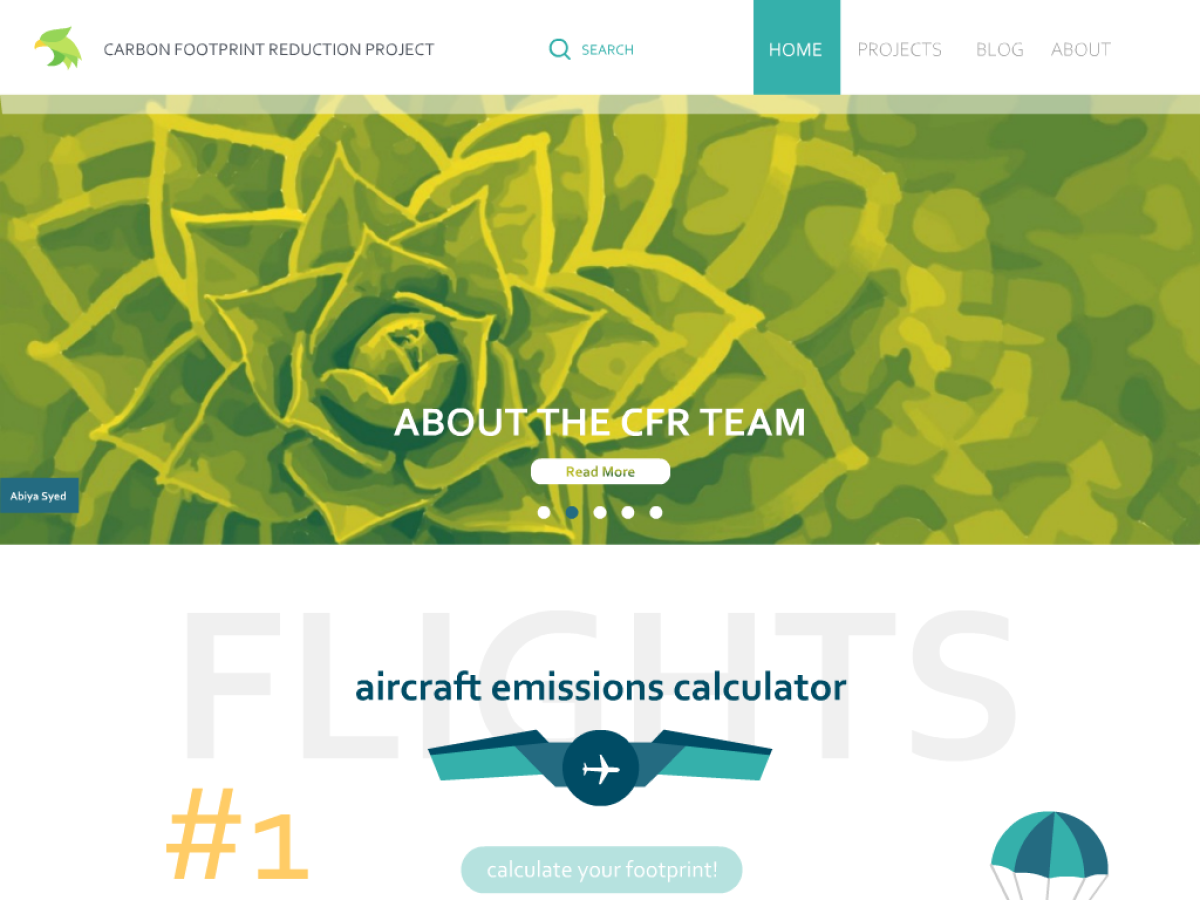 CARBON FOOTPRINT REDUCTION PROJECT
SEARCH
HOME
PROJECTS
BLOG
ABOUT
ABOUT THE CFR TEAM
Read More
Abiya Syed
FLIGHTS
aircraft emissions calculator
#1
calculate your footprint!